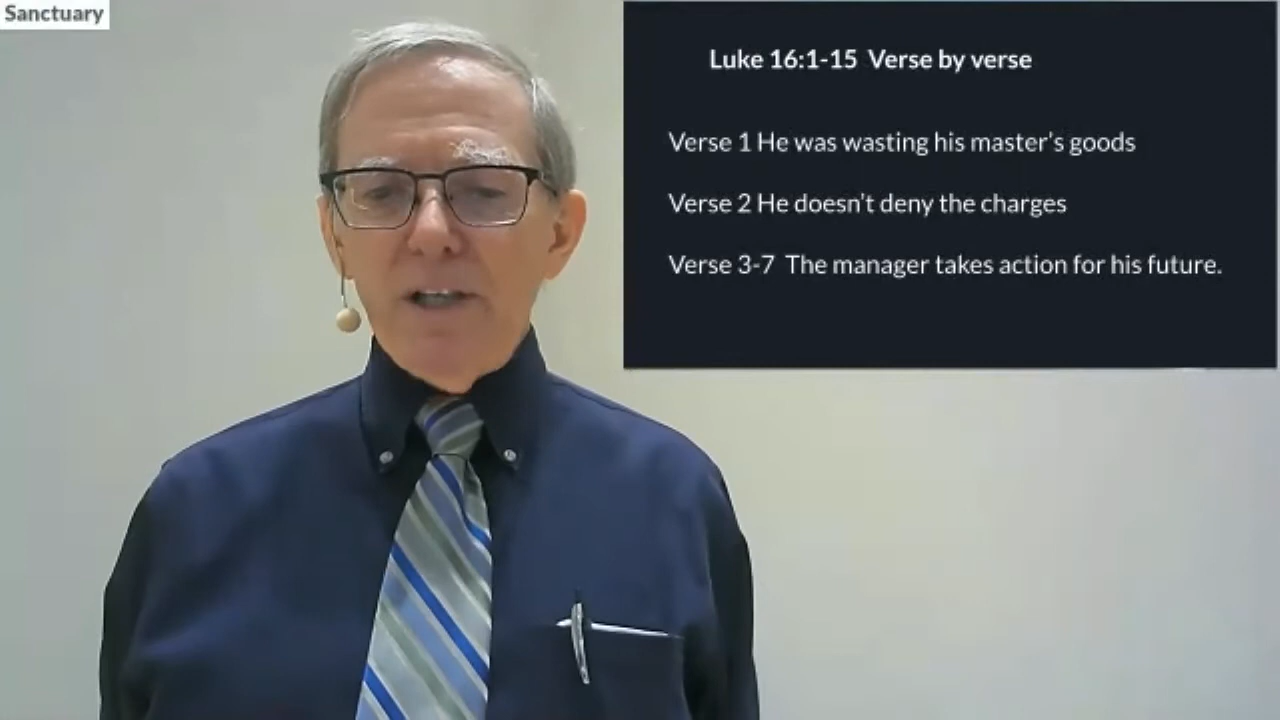 Sanctuary
Luke 16:1-15  Verse by verse
Verse 1 He was wasting his master's goods
Verse 2 He doesn't deny the charges
Verse 3-7  The manager takes action for his future.